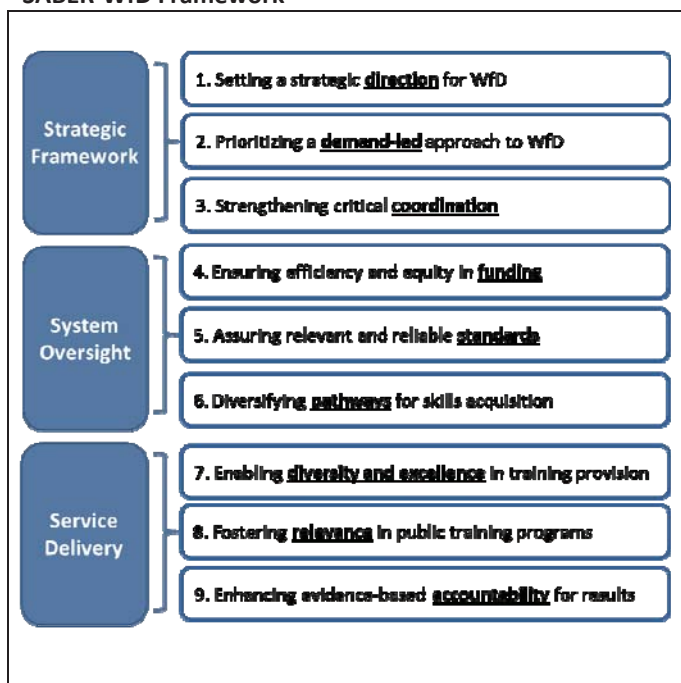 SABER-WfD Framework
Strategic
Framework
1. Setting a strategic direction for WfD
2. Prioritizing a demand-led approach to WfD
3. Strengthening critical coordination
System
Oversight
4. Ensuring efficiency and equity in funding
5. Assuring relevant and reliable standards
6. Diversifying pathways for skills acquisition
Service
Delivery
7. Enabling diversity and excellence in training provision
8. Fostering relevance in public training programs
9. Enhancing evidence-based accountability for results